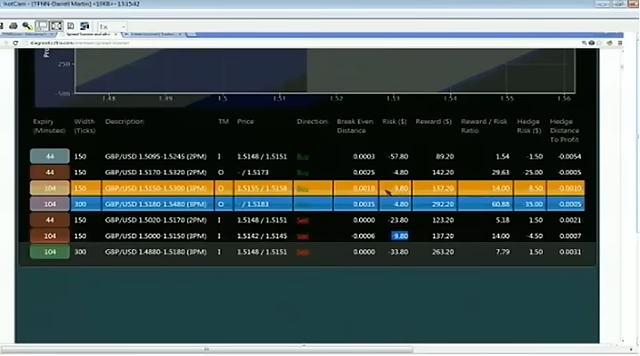 HotCam - [TFNN-Daniell Martin] <10KB>-131542
250
-500
1.48 1.49 1.5 1.51 1.52 1.53 1.54 1.55 1.56
Expiry (Minutes) Width (Ticks) Description TM Price Direction Break Even Distance Risk ($) Reward ($) Reward / Risk Ratio Hedge Risk ($) Hedge Distance To Profit
44 150 GBP/USD 1.5095-1.5245 (2PM) I 1.5148 / 1.5151 Buy 0.0003 -57.80 89.20 1.54 -1.50 -0.0054
44 150 GBP/USD 1.5170-1.5320 (2PM) O - / 1.5173 Buy 0.0025 -4.80 142.20 29.63 -25.00 -0.0005
104 150 GBP/USD 1.5150-1.5300 (3PM) O 1.5155 / 1.5158 Buy 0.0010 9.80 137.20 14.00 -8.50 -0.0010
104 300 GBP/USD 1.5180-1.5480 (3PM) O - / 1.5183 Buy 0.0035 -4.80 292.20 60.88 -35.00 -0.0005
44 150 GBP/USD 1.5020-1.5170 (2PM) I 1.5148 / 1.5151 Sell 0.0000 -23.80 123.20 5.18 1.50 0.0021
104 150 GBP/USD 1.5000-1.5150 (3PM) I 1.5142 / 1.5145 Sell -0.0006 -9.80 137.20 14.00 -4.50 0.0007
104 300 GBP/USD 1.4880-1.5180 (3PM) I 1.5148 / 1.5151 Sell 0.0000 -33.80 263.20 7.79 1.50 0.0031